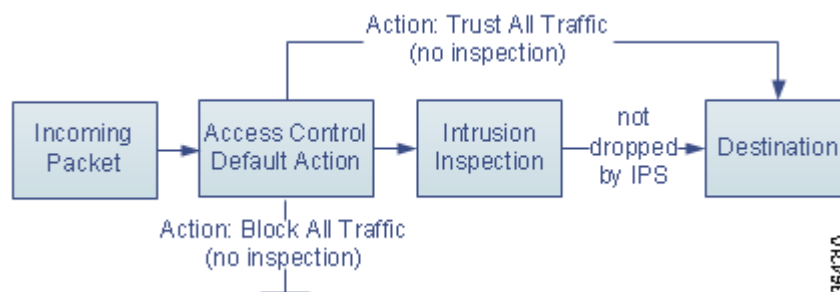 Action: Trust All Traffic
(no inspection)
Incoming
Packet
Access Control
Default Action
Intrusion
Inspection
not
dropped
by IPS
Destination
Action: Block All Traffic
(no inspection)